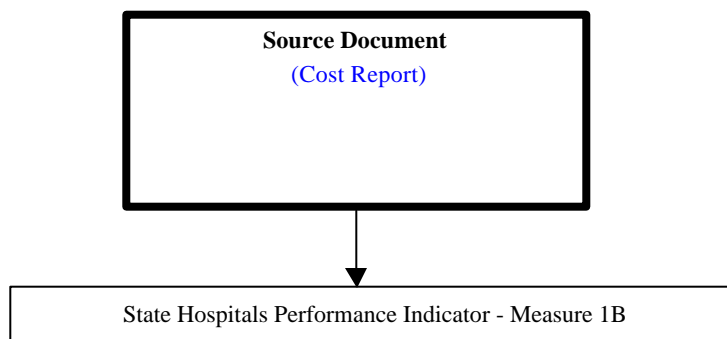 Source Document
(Cost Report)
State Hospitals Performance Indicator - Measure 1B